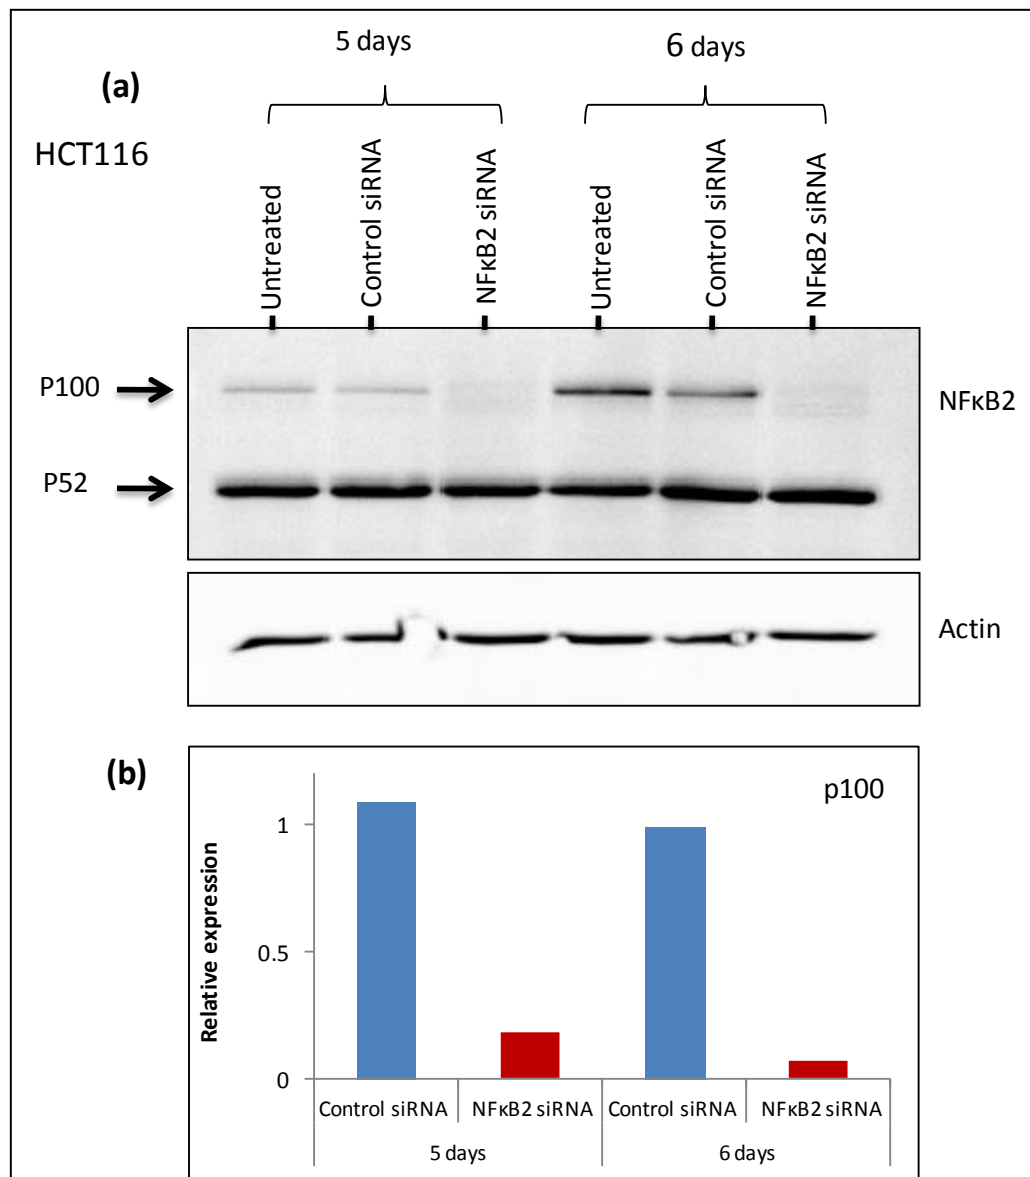 5 days
6 days
(a)
HCT116
Untreated
Control siRNA
NFκB2 siRNA
Untreated
Control siRNA
NFκB2 siRNA
P100
NFκB2
P52
Actin
(b)
p100
Relative expression
1
0.5
0
Control siRNA
NFκB2 siRNA
Control siRNA
NFκB2 siRNA
5 days
6 days